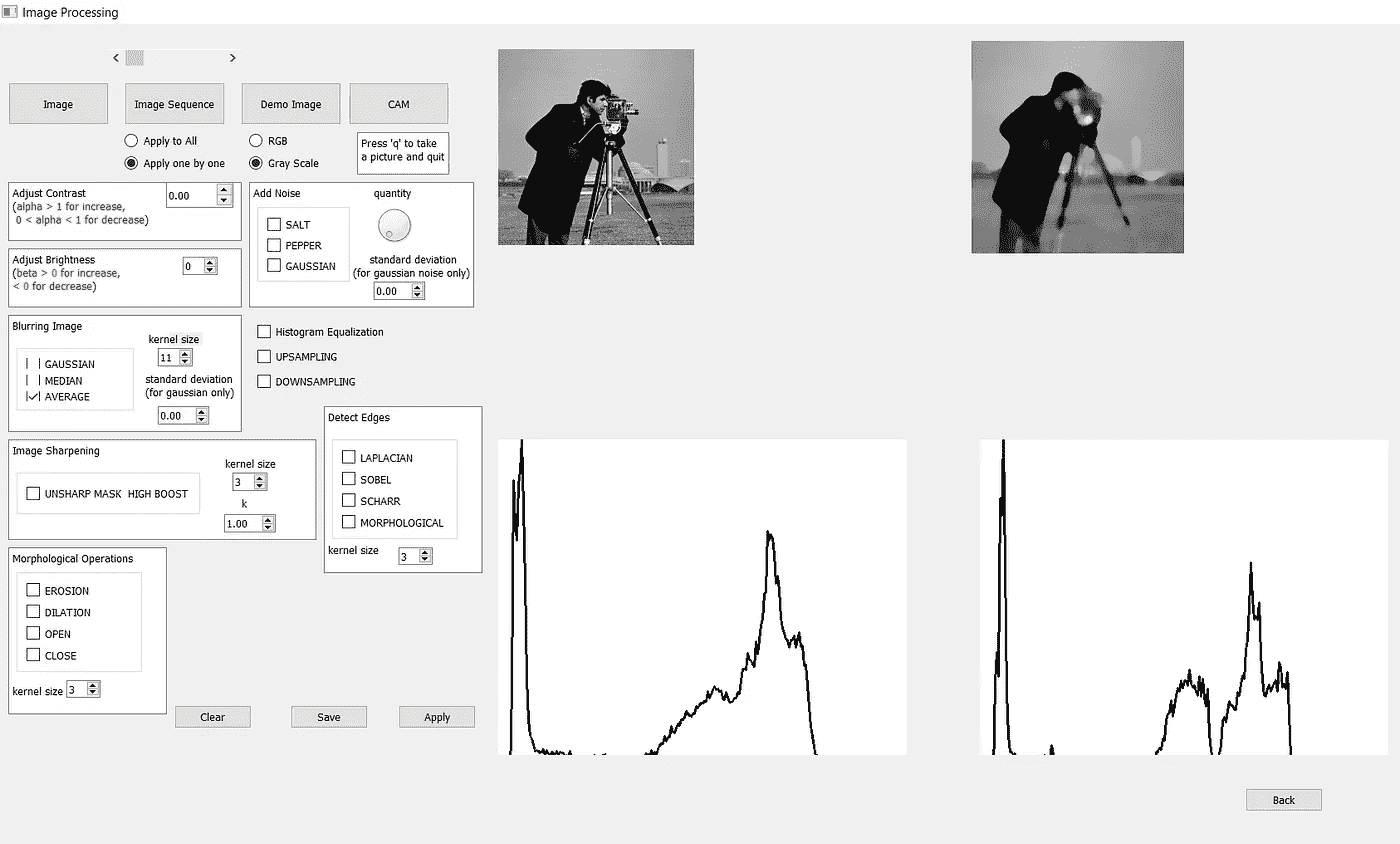 Image Processing
< >
Image
Image Sequence
Demo Image
CAM
Apply to All
Apply one by one
RGB
Gray Scale
Press 'q' to take
a picture and quit
Adjust Contrast
(alpha > 1 for increase,
0 < alpha < 1 for decrease)
0.00
Add Noise
quantity
SALT
PEPPER
GAUSSIAN
standard deviation
(for gaussian noise only)
0.00
Adjust Brightness
(beta > 0 for increase,
< 0 for decrease)
0
Blurring Image
kernel size
11
GAUSSIAN
MEDIAN
AVERAGE
standard deviation
(for gaussian only)
0.00
Histogram Equalization
UPSAMPLING
DOWNSAMPLING
Image Sharpening
kernel size
3
UNSHARP MASK HIGH BOOST
k
1.00
Detect Edges
LAPLACIAN
SOBEL
SCHARR
MORPHOLOGICAL
kernel size 3
Morphological Operations
EROSION
DILATION
OPEN
CLOSE
kernel size 3
Clear
Save
Apply
Back